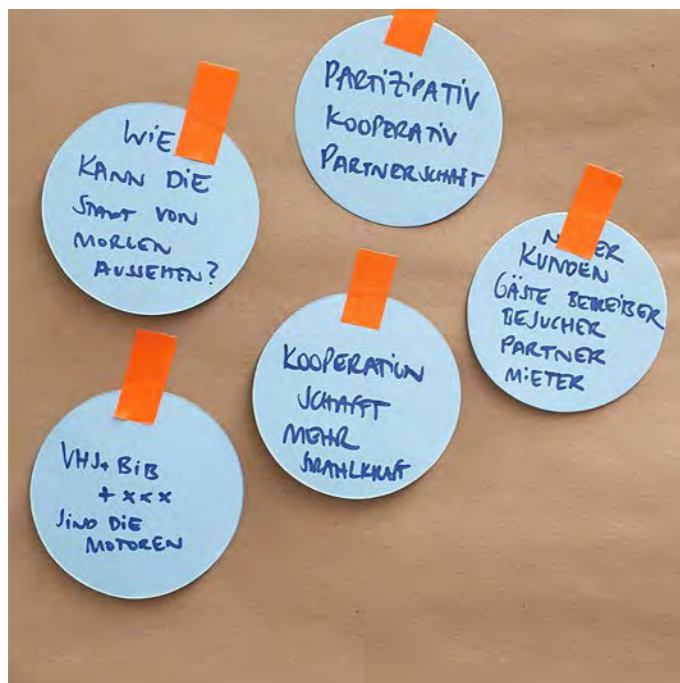 WIE
KANN DIE
STADT VON
MORGEN
AUSSEHEN?
PARTIZIPATIV
KOOPERATIV
PARTNERSCHAFT
KUNDEN
GÄSTE BETREIBER
BESUCHER
PARTNER
MIETER
KOOPERATION
SCHAFFT
MEHR
STRAHLKRAFT
VHS+ BIB
+ xxx
SIND DIE
MOTOREN